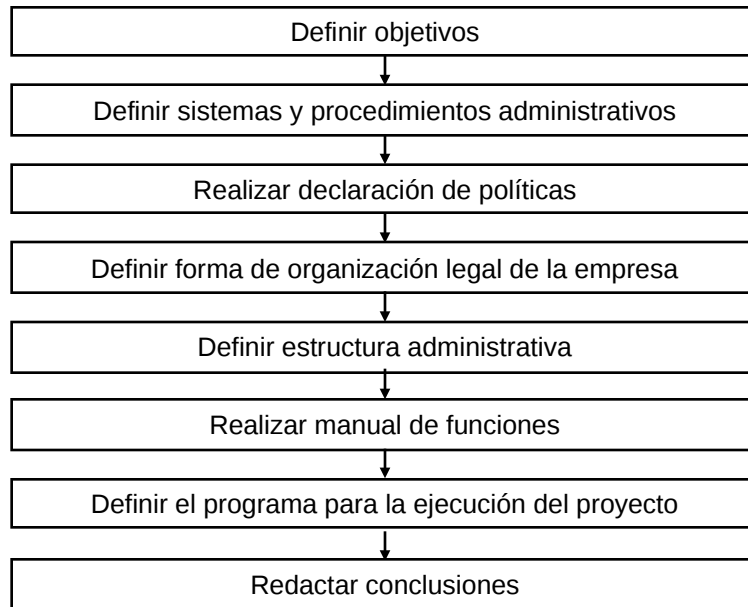 Definir objetivos
Definir sistemas y procedimientos administrativos
Realizar declaración de políticas
Definir forma de organización legal de la empresa
Definir estructura administrativa
Realizar manual de funciones
Definir el programa para la ejecución del proyecto
Redactar conclusiones